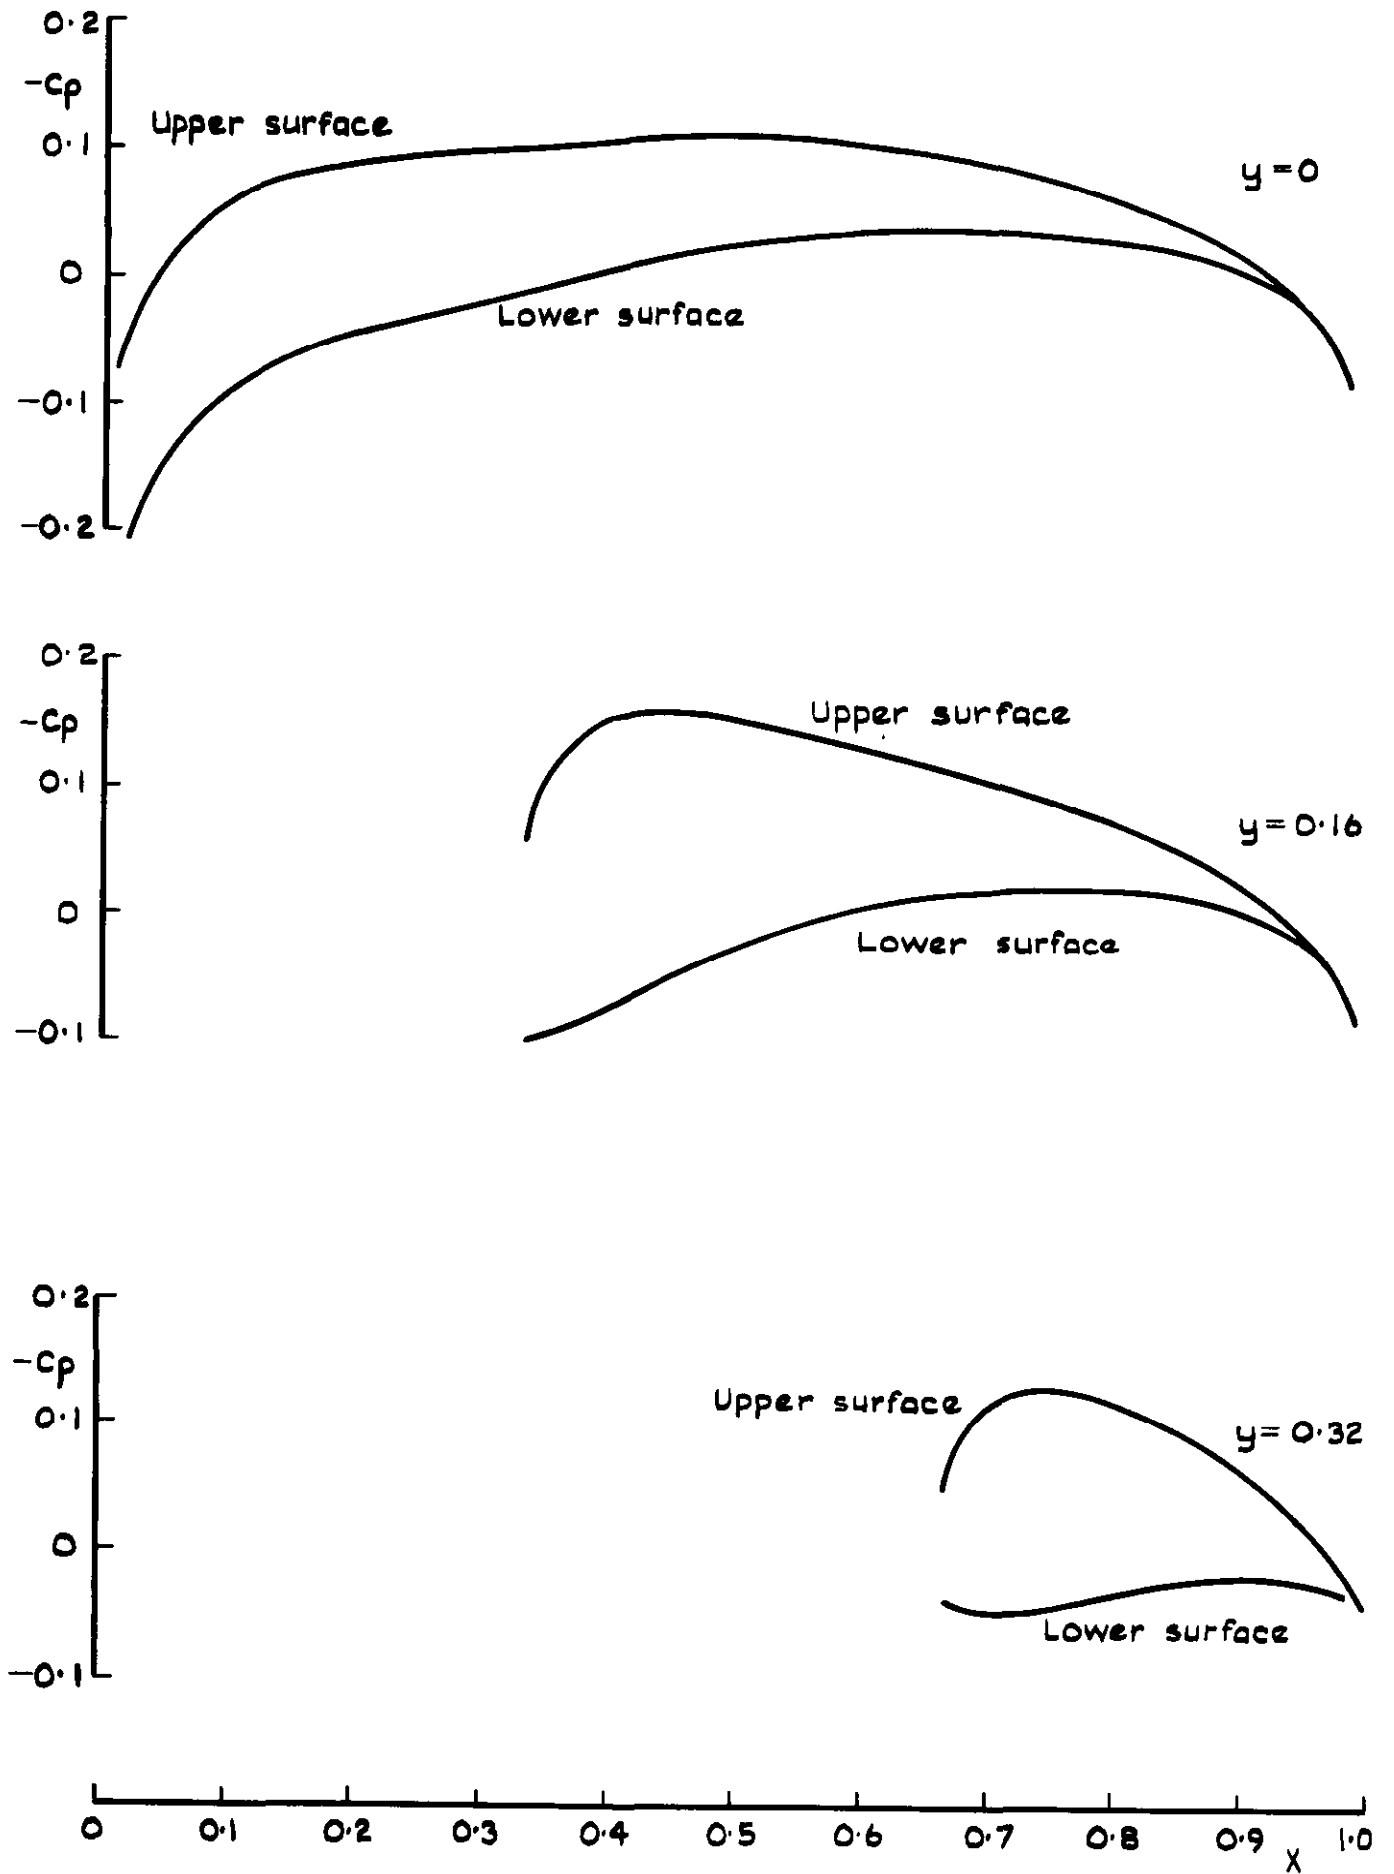 0.2
-Cp
Upper surface
0.1
y=0
0
Lower surface
-0.1
-0.2
0.2
-Cp
Upper surface
0.1
y=0.16
0
Lower surface
-0.1
0.2
-Cp
Upper surface
0.1
y=0.32
0
Lower surface
-0.1
0 0.1 0.2 0.3 0.4 0.5 0.6 0.7 0.8 0.9 1.0
X